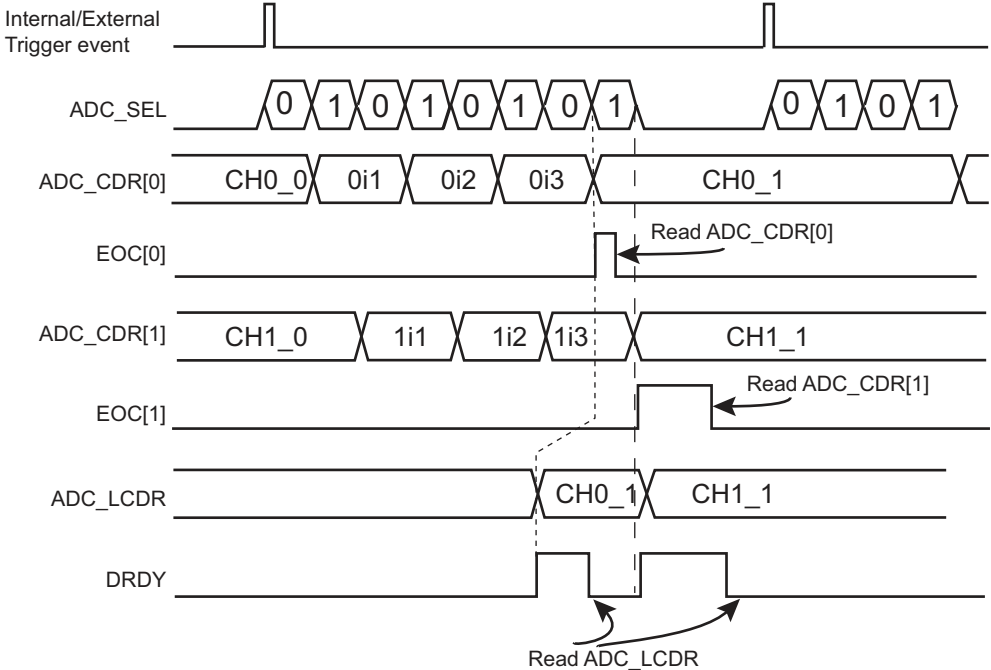 Internal/External
Trigger event
ADC_SEL 0 1 0 1 0 1 0 1 0 1 0 1
ADC_CDR[0] CH0_0 0i1 0i2 0i3 CH0_1
Read ADC_CDR[0]
EOC[0]
ADC_CDR[1] CH1_0 1i1 1i2 1i3 CH1_1
Read ADC_CDR[1]
EOC[1]
ADC_LCDR CH0_1 CH1_1
DRDY
Read ADC_LCDR